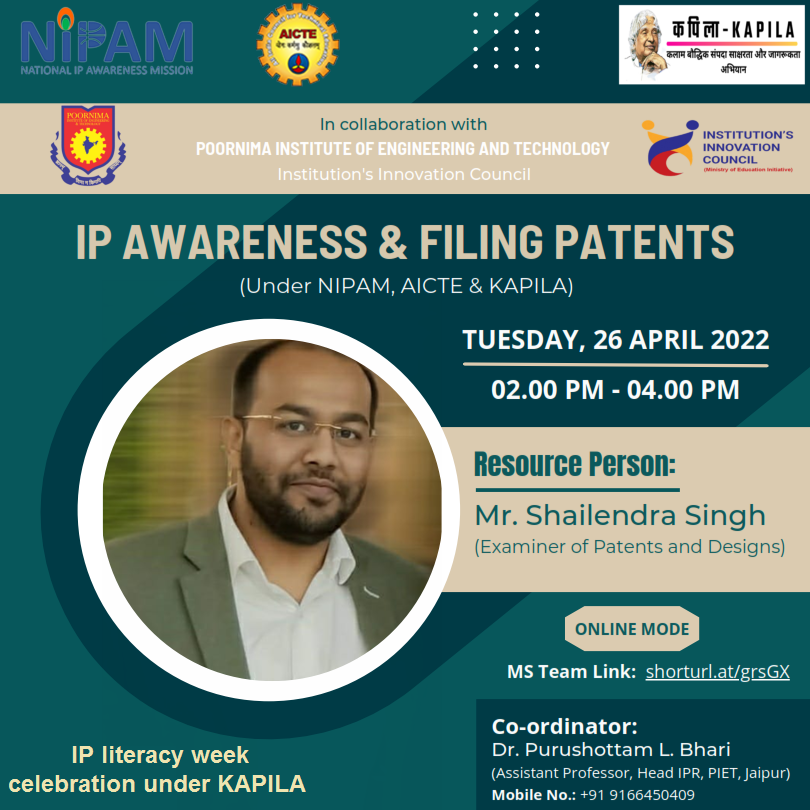 NiPAM
NATIONAL IP AWARENESS MISSION
AICTE
कपिला-KAPILA
कलाम बौद्धिक संपदा साक्षरता और जागरूकता
अभियान
POORNIMA
In collaboration with
POORNIMA INSTITUTE OF ENGINEERING AND TECHNOLOGY
Institution's Innovation Council
INSTITUTION'S
INNOVATION
COUNCIL
(Ministry of Education Initiative)
IP AWARENESS & FILING PATENTS
(Under NIPAM, AICTE & KAPILA)
TUESDAY, 26 APRIL 2022
02.00 PM - 04.00 PM
Resource Person:
Mr. Shailendra Singh
(Examiner of Patents and Designs)
ONLINE MODE
MS Team Link: shorturl.at/grsGX
Co-ordinator:
Dr. Purushottam L. Bhari
(Assistant Professor, Head IPR, PIET, Jaipur)
Mobile No.: +91 9166450409
IP literacy week
celebration under KAPILA